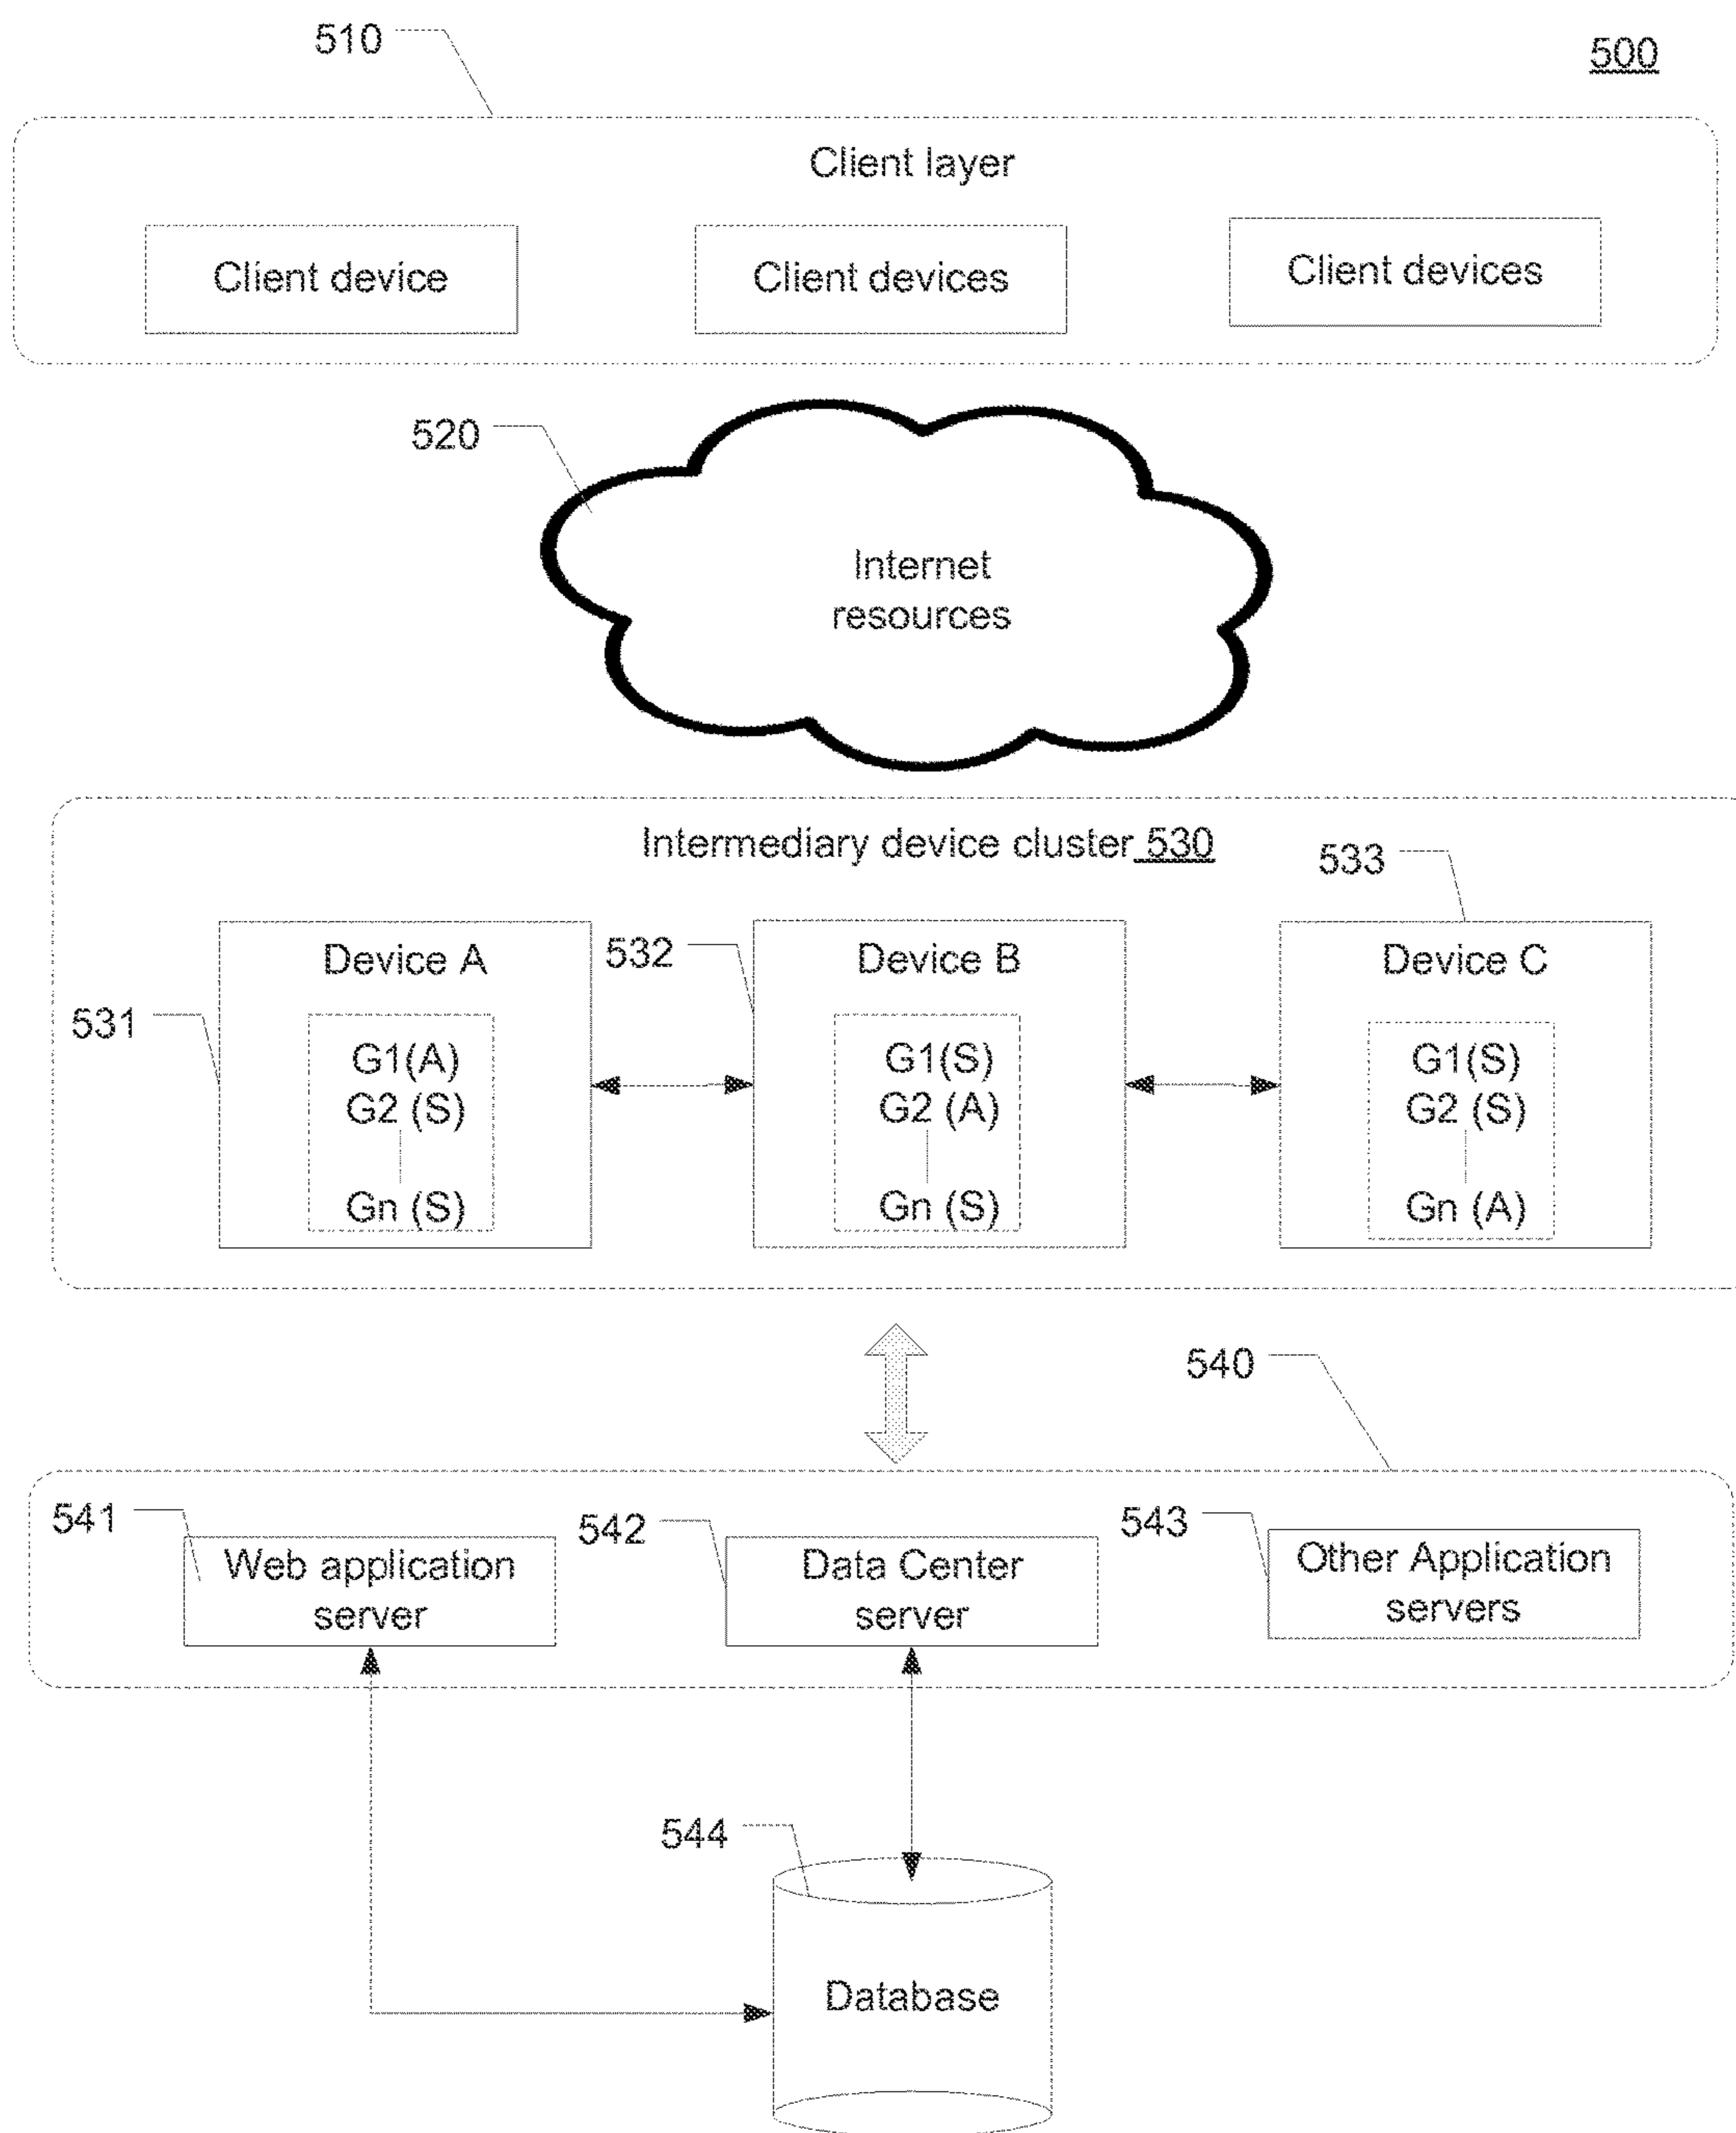 510
500
Client layer
Client device
Client devices
Client devices
520
Internet
resources
Intermediary device cluster 530
533
Device A
532
Device B
Device C
531
G1(A)
G2 (S)
Gn (S)
G1(S)
G2 (A)
Gn (S)
G1(S)
G2 (S)
Gn (A)
540
541
Web application
server
542
Data Center
server
543
Other Application
servers
544
Database